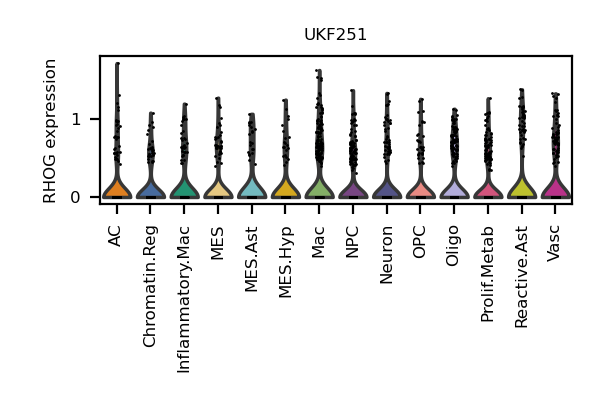 UKF251
RHOG expression
1
0
AC
Chromatin.Reg
Inflammatory.Mac
MES
MES.Ast
MES.Hyp
Mac
NPC
Neuron
OPC
Oligo
Prolif.Metab
Reactive.Ast
Vasc